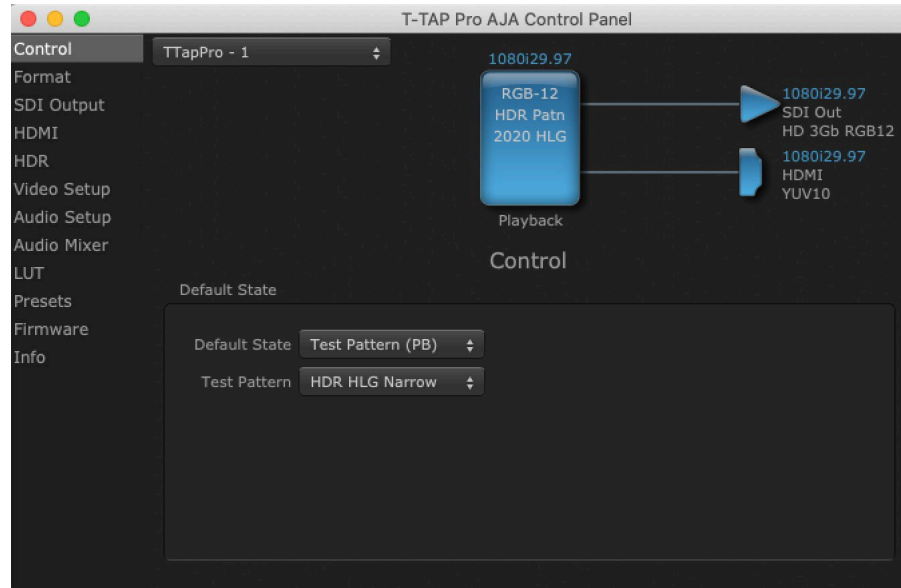 T-TAP Pro AJA Control Panel
Control
Format
SDI Output
HDMI
HDR
Video Setup
Audio Setup
Audio Mixer
LUT
Presets
Firmware
Info
TTapPro - 1
1080i29.97
RGB-12
HDR Patn
2020 HLG
Playback
1080i29.97
SDI Out
HD 3Gb RGB12
1080i29.97
HDMI
YUV10
Control
Default State
Default State Test Pattern (PB)
Test Pattern HDR HLG Narrow